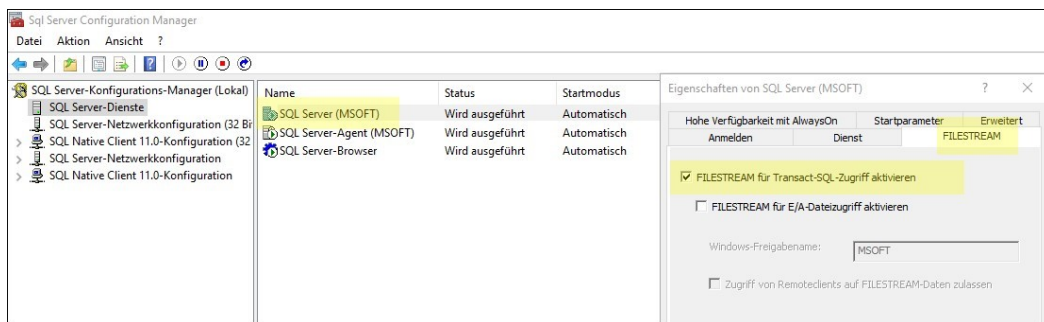 Sql Server Configuration Manager
Datei Aktion Ansicht ?
SQL Server-Konfigurations-Manager (Lokal)
SQL Server-Dienste
SQL Server-Netzwerkkonfiguration (32 Bi
SQL Native Client 11.0-Konfiguration (32
SQL Server-Netzwerkkonfiguration
SQL Native Client 11.0-Konfiguration
Name Status Startmodus
SQL Server (MSOFT) Wird ausgeführt Automatisch
SQL Server-Agent (MSOFT) Wird ausgeführt Automatisch
SQL Server-Browser Wird ausgeführt Automatisch
Eigenschaften von SQL Server (MSOFT) ? ×
Hohe Verfügbarkeit mit AlwaysOn Startparameter Erweitert
Anmelden Dienst FILESTREAM
FILESTREAM für Transact-SQL-Zugriff aktivieren
FILESTREAM für E/A-Dateizugriff aktivieren
Windows-Freigabename: MSOFT
Zugriff von Remoteclients auf FILESTREAM-Daten zulassen